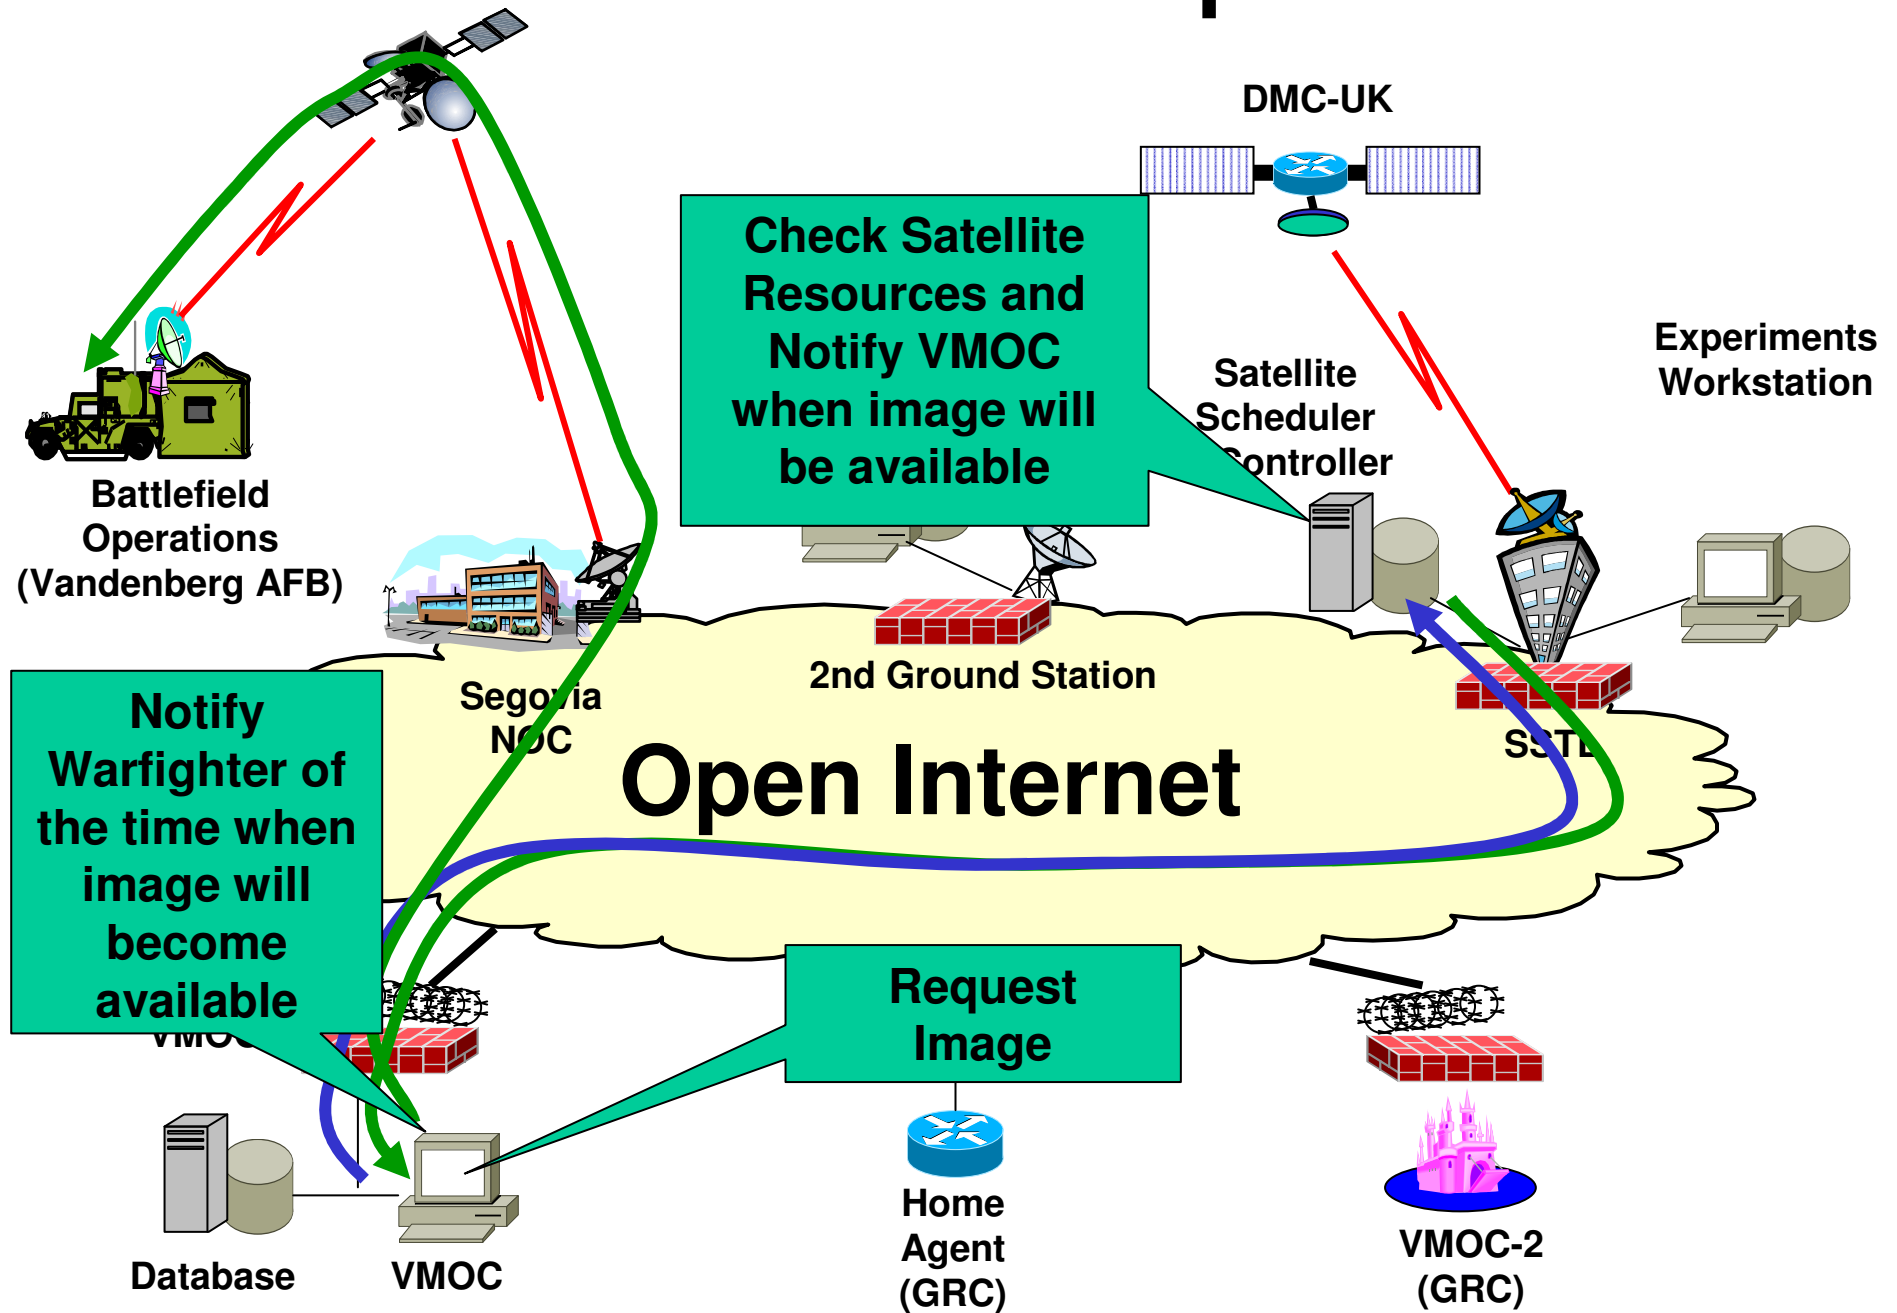 DMC-UK
Check Satellite
Resources and
Notify VMOC
when image will
be available
Experiments
Workstation
Satellite
Scheduler
Controller
Battlefield
Operations
(Vandenberg AFB)
2nd Ground Station
Segovia
NOC
SSTL
Open Internet
Notify
Warfighter of
the time when
image will
become
available
Request
Image
Database
VMOC
Home
Agent
(GRC)
VMOC-2
(GRC)